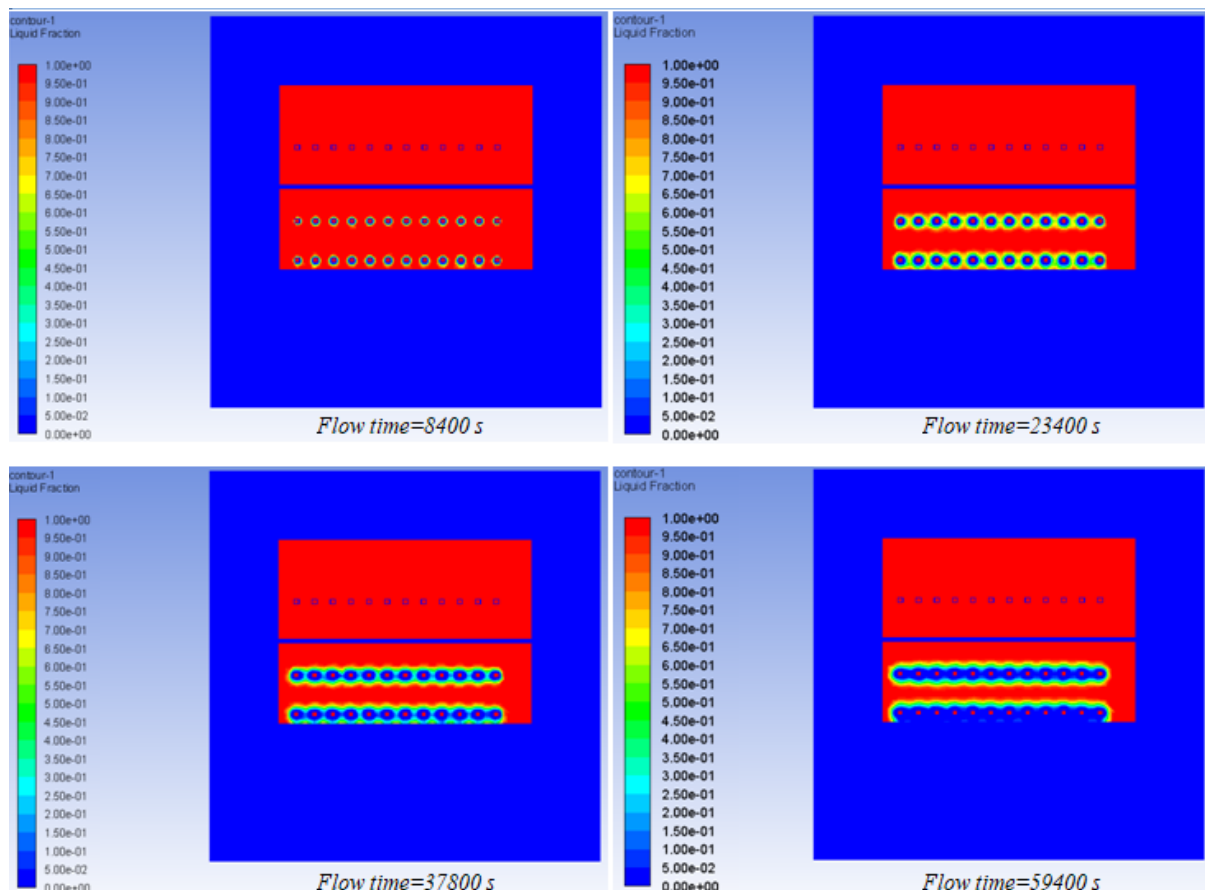 contour-1
Liquid Fraction
1.00e+00
9.50e-01
9.00e-01
8.50e-01
8.00e-01
7.50e-01
7.00e-01
6.50e-01
6.00e-01
5.50e-01
5.00e-01
4.50e-01
4.00e-01
3.50e-01
3.00e-01
2.50e-01
2.00e-01
1.50e-01
1.00e-01
5.00e-02
0.00e+00
Flow time=8400 s
contour-1
Liquid Fraction
1.00e+00
9.50e-01
9.00e-01
8.50e-01
8.00e-01
7.50e-01
7.00e-01
6.50e-01
6.00e-01
5.50e-01
5.00e-01
4.50e-01
4.00e-01
3.50e-01
3.00e-01
2.50e-01
2.00e-01
1.50e-01
1.00e-01
5.00e-02
0.00e+00
Flow time=23400 s
contour-1
Liquid Fraction
1.00e+00
9.50e-01
9.00e-01
8.50e-01
8.00e-01
7.50e-01
7.00e-01
6.50e-01
6.00e-01
5.50e-01
5.00e-01
4.50e-01
4.00e-01
3.50e-01
3.00e-01
2.50e-01
2.00e-01
1.50e-01
1.00e-01
5.00e-02
0.00e+00
Flow time=37800 s
contour-1
Liquid Fraction
1.00e+00
9.50e-01
9.00e-01
8.50e-01
8.00e-01
7.50e-01
7.00e-01
6.50e-01
6.00e-01
5.50e-01
5.00e-01
4.50e-01
4.00e-01
3.50e-01
3.00e-01
2.50e-01
2.00e-01
1.50e-01
1.00e-01
5.00e-02
0.00e+00
Flow time=59400 s